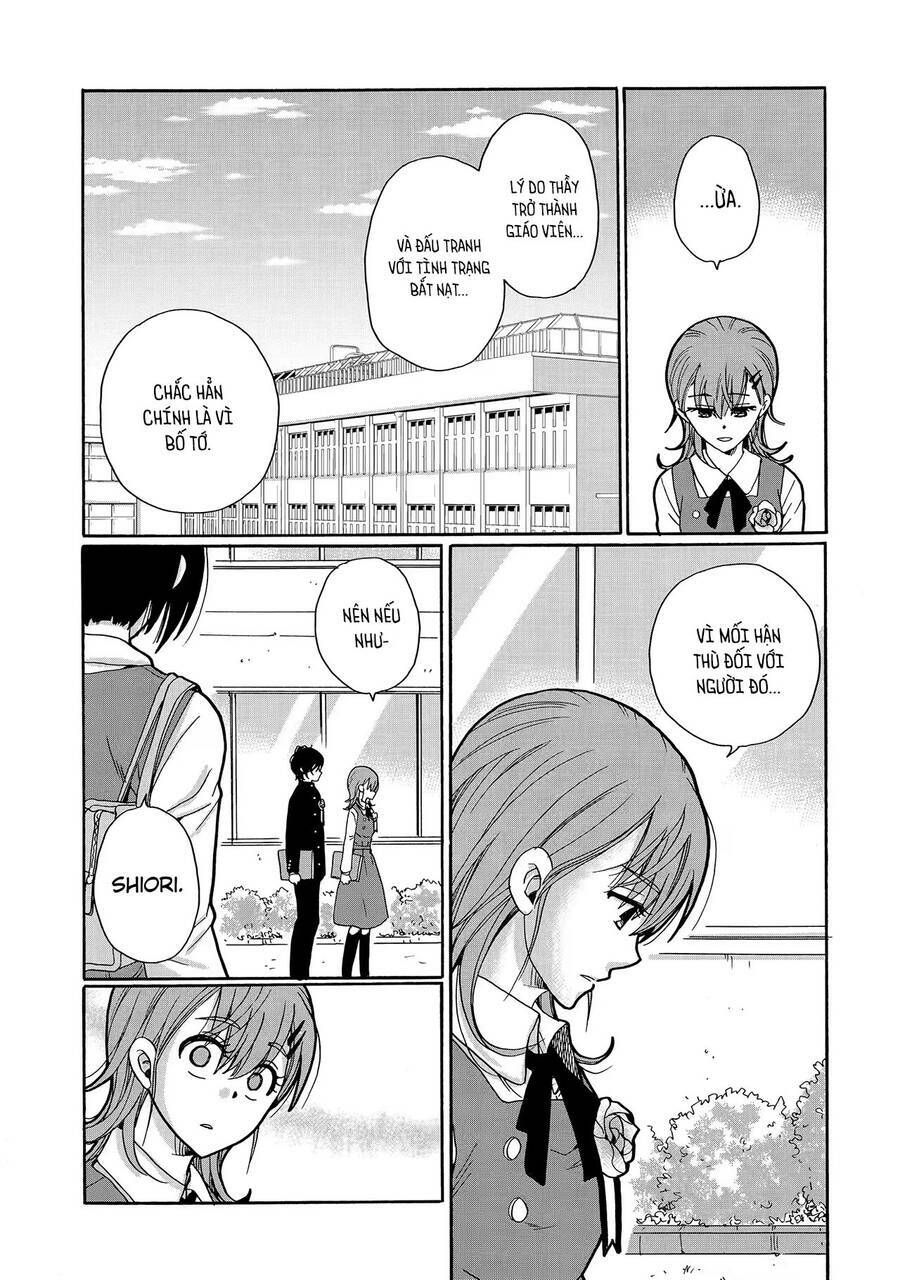 ...ỪA.
LÝ DO THẦY
TRỞ THÀNH
GIÁO VIÊN...
VÀ ĐẤU TRANH
VỚI TÌNH TRẠNG
BẮT NẠT...
CHẮC HẲN
CHÍNH LÀ VÌ
BỐ TỚ.
VÌ MỐI HẬN
THÙ ĐỐI VỚI
NGƯỜI ĐÓ...
NÊN NẾU
NHƯ-
SHIORI.